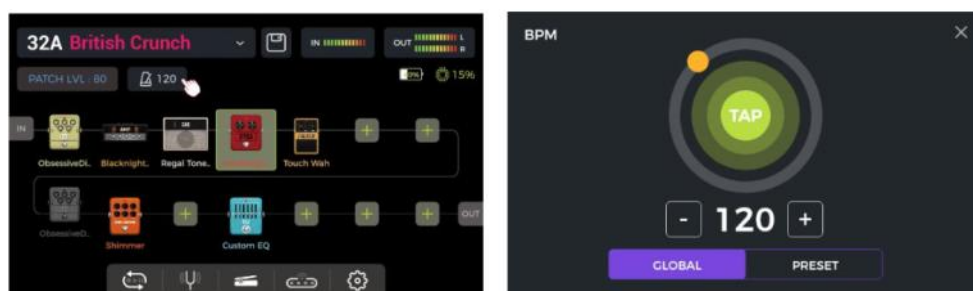 32A British Crunch
IN
OUT
L
R
PATCH LVL : 80
120
15%
IN
ObsessiveDi..
Blacknight..
Regal Tone..
Touch Wah
ObsessiveD..
Shimmer
Custom EQ
OUT
BPM
TAP
- 120 +
GLOBAL
PRESET